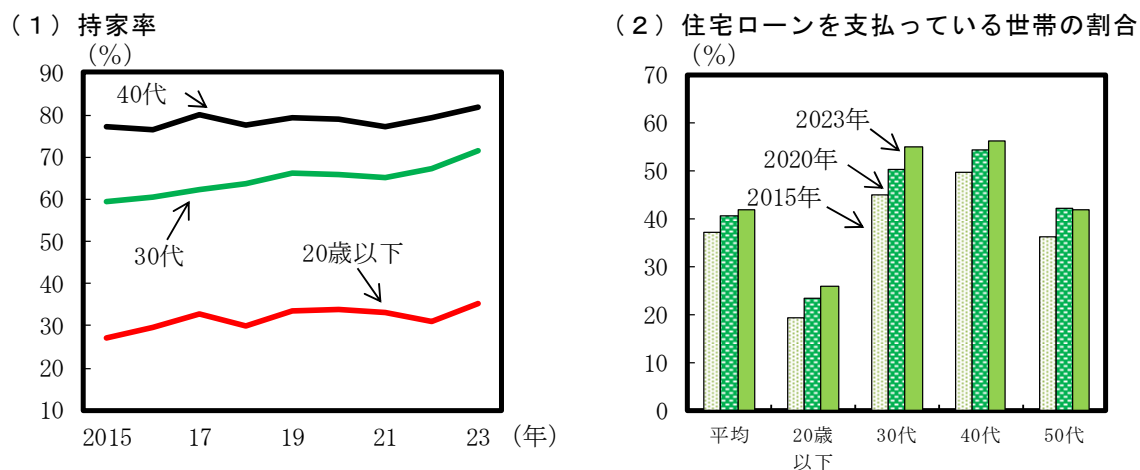 （１）持家率
（２）住宅ローンを支払っている世帯の割合
(%)
90
80
70
60
50
40
30
20
10
40代
30代
20歳以下
2015
17
19
21
23
(年)
(%)
70
60
50
40
30
20
10
0
2023年
2020年
2015年
平均
20歳
以下
30代
40代
50代